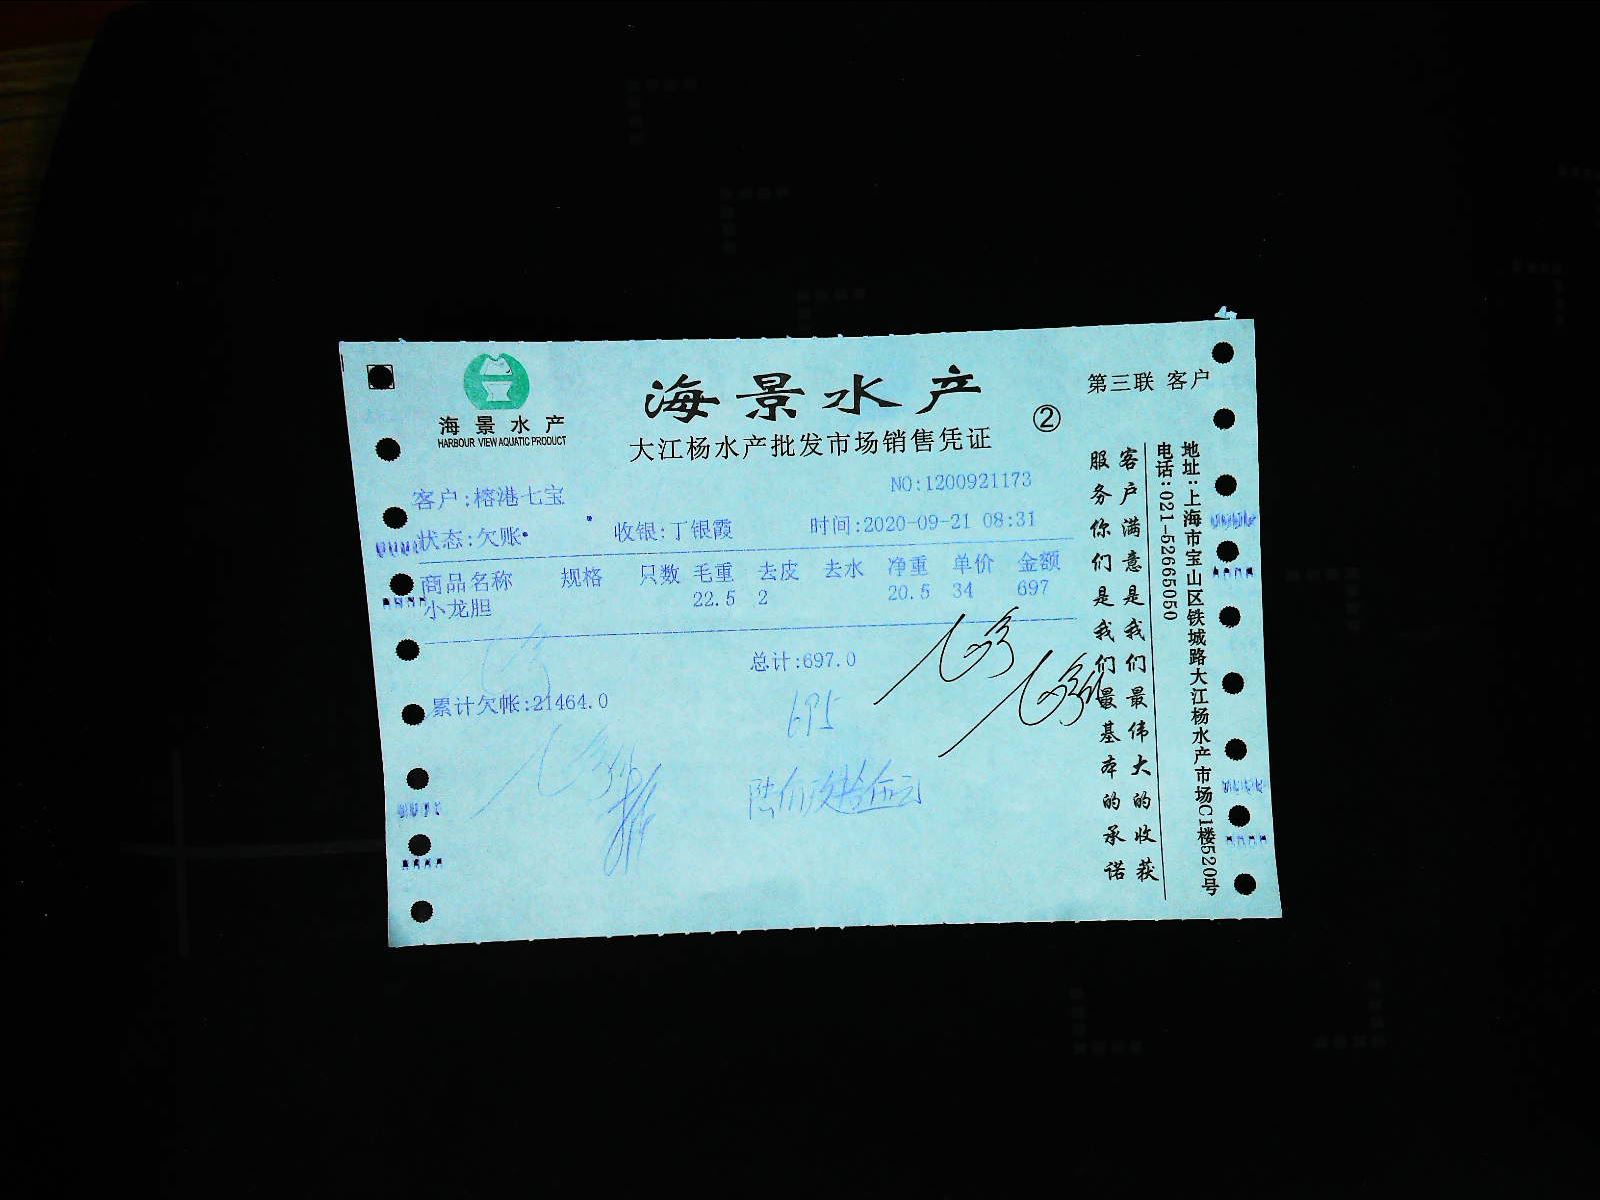 海景水产
HARBOUR VIEW AQUATIC PRODUCT
海景水产
②
第三联 客户
大江杨水产批发市场销售凭证
客户:榕港七宝
NO:1200921173
状态:欠账
收银:丁银霞
时间:2020-09-21 08:31
商品名称 规格 只数 毛重 去皮 去水 净重 单价 金额
小龙胆 22.5 2 20.5 34 697
总计:697.0
累计欠帐:21464.0
695
客户满意是我们最伟大的收获
服务你们是我们最基本的承诺
地址:上海市宝山区铁城路大江杨水产市场C1楼520号
电话:021-52665050